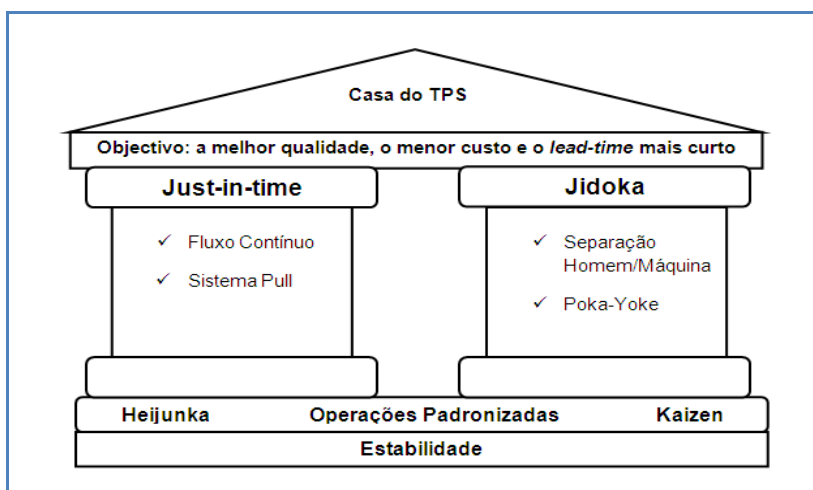 Casa do TPS
Objectivo: a melhor qualidade, o menor custo e o lead-time mais curto
Just-in-time
✓ Fluxo Contínuo
✓ Sistema Pull
Jidoka
✓ Separação
Homem/Máquina
✓ Poka-Yoke
Heijunka Operações Padronizadas Kaizen
Estabilidade